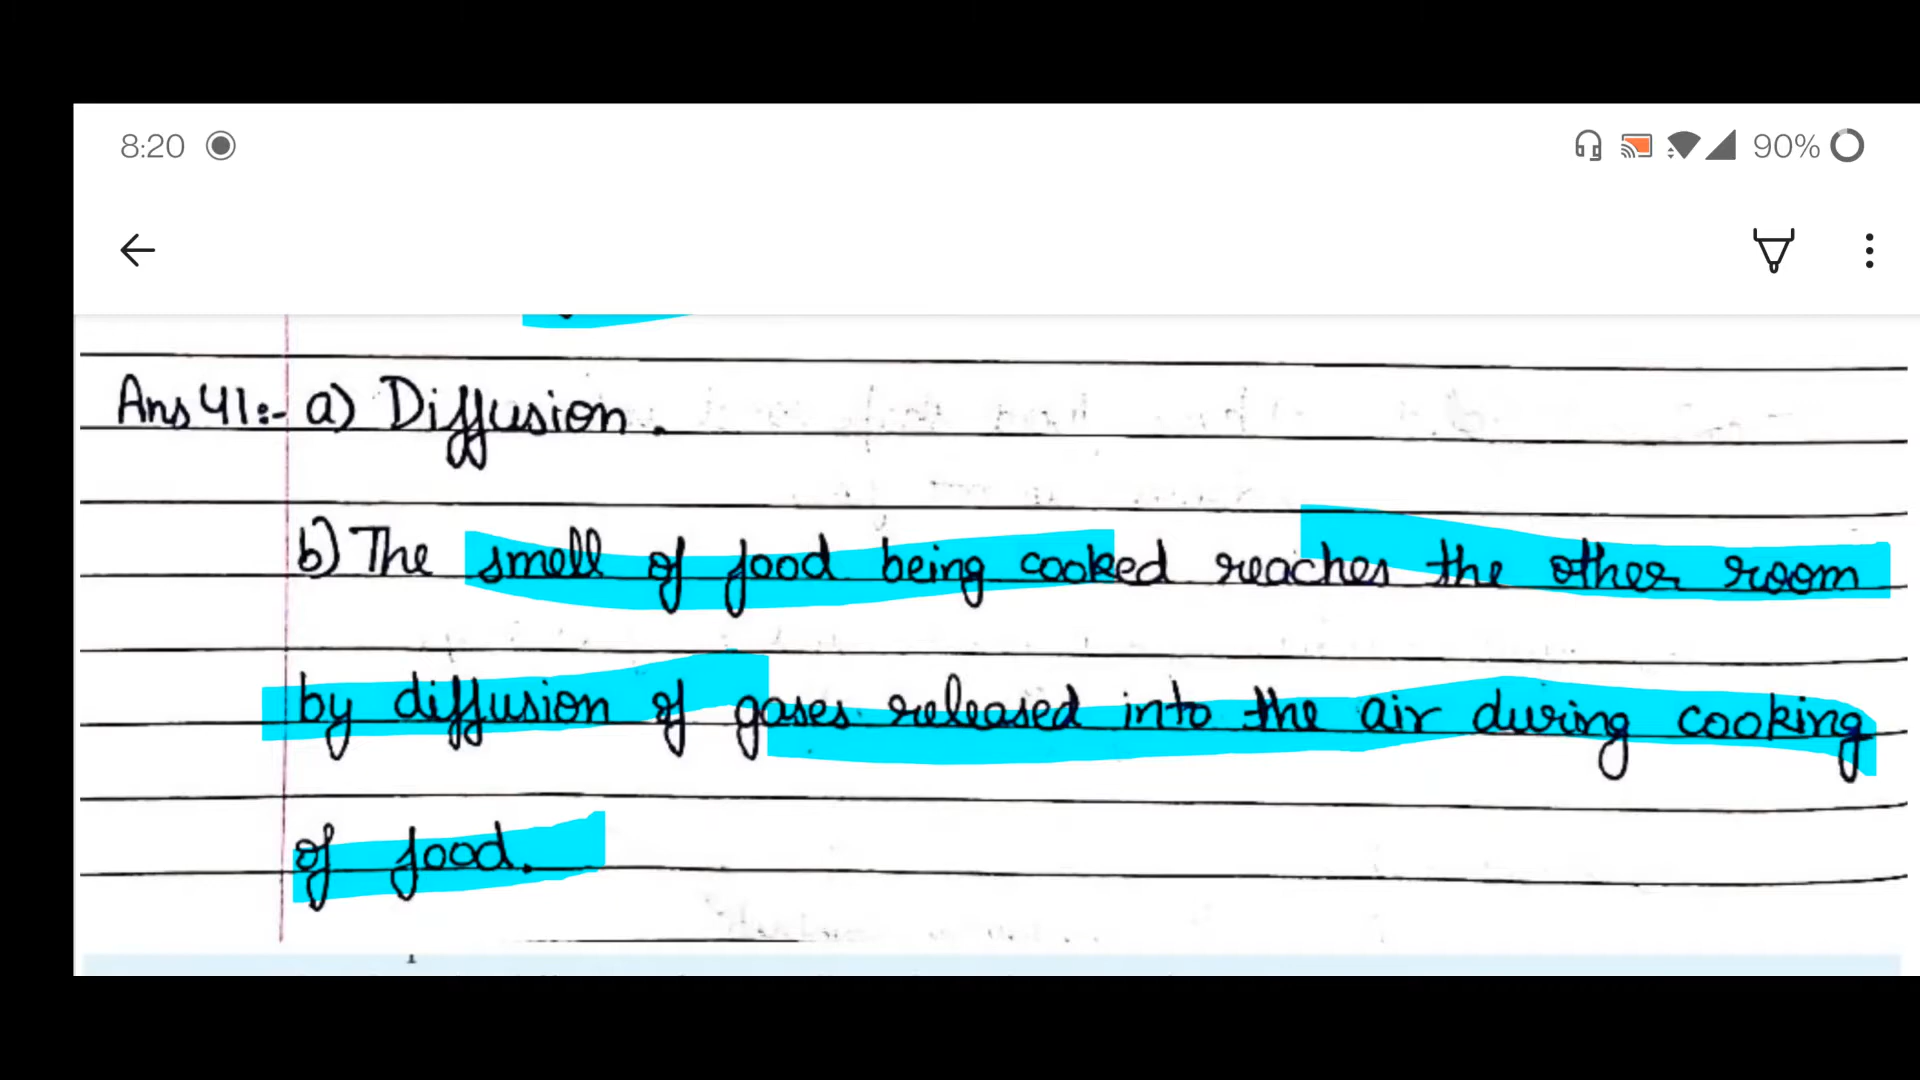 8:20 90%
Ans 41:- a) Diffusion.
b) The smell of food being cooked reaches the other room
by diffusion of gases released into the air during cooking
of food.